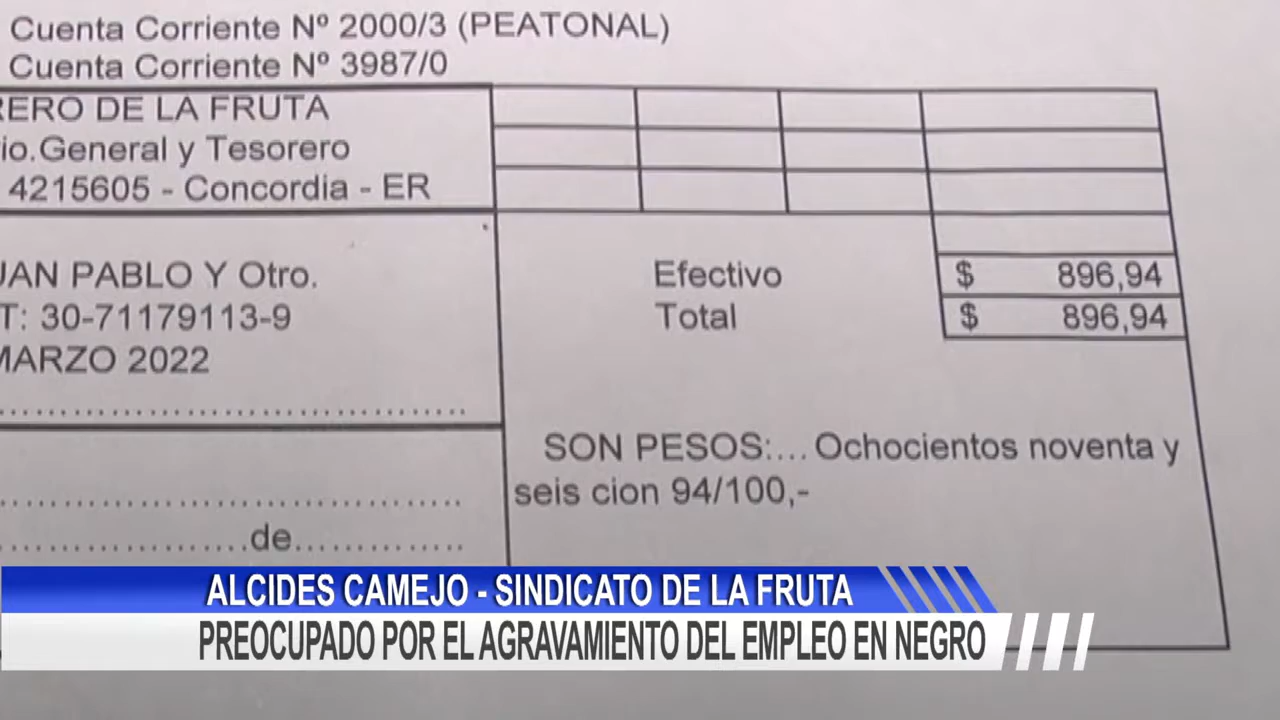 Cuenta Corriente Nº 2000/3 (PEATONAL)
Cuenta Corriente Nº 3987/0
RERO DE LA FRUTA
io.General y Tesorero
4215605 - Concordia - ER
UAN PABLO Y Otro.
T: 30-71179113-9
MARZO 2022
Efectivo $ 896,94
Total $ 896,94
SON PESOS:... Ochocientos noventa y
seis cion 94/100,-
de
ALCIDES CAMEJO - SINDICATO DE LA FRUTA
PREOCUPADO POR EL AGRAVAMIENTO DEL EMPLEO EN NEGRO